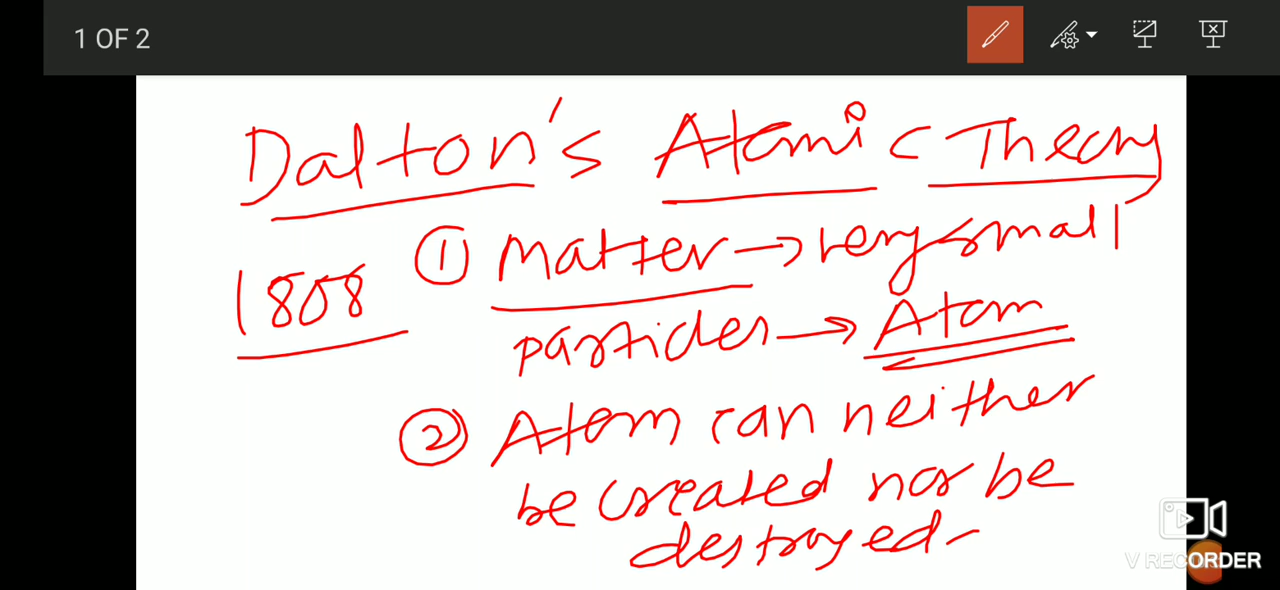 1 OF 2
Dalton's Atomic Theory
1808
① Matter → very small
particles → Atom
② Atom can neither
be created nor be
destroyed.
V RECORDER